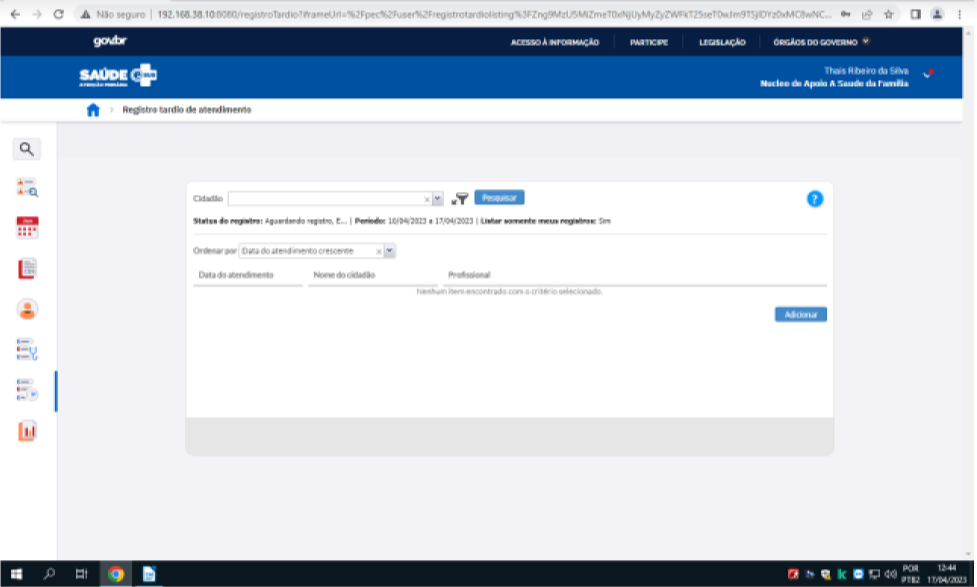 Não seguro | 192.168.38.10:8080/registroTardio?iframeUrl=
gov.br
ACESSO À INFORMAÇÃO
PARTICIPE
LEGISLAÇÃO
ÓRGÃOS DO GOVERNO
SAÚDE e-SUS
ATENÇÃO PRIMÁRIA
Thais Ribeiro da Silva
Nucleo de Apoio A Saude da Familia
> Registro tardio de atendimento
Cidadão
Pesquisar
?
Status do registro: Aguardando registro, E... | Período: 10/04/2023 a 17/04/2023 | Listar somente meus registros: Sim
Ordenar por Data do atendimento crescente
Data do atendimento
Nome do cidadão
Profissional
Nenhum item encontrado com o critério selecionado.
Adicionar
POR
PTB2
12:44
17/04/2023